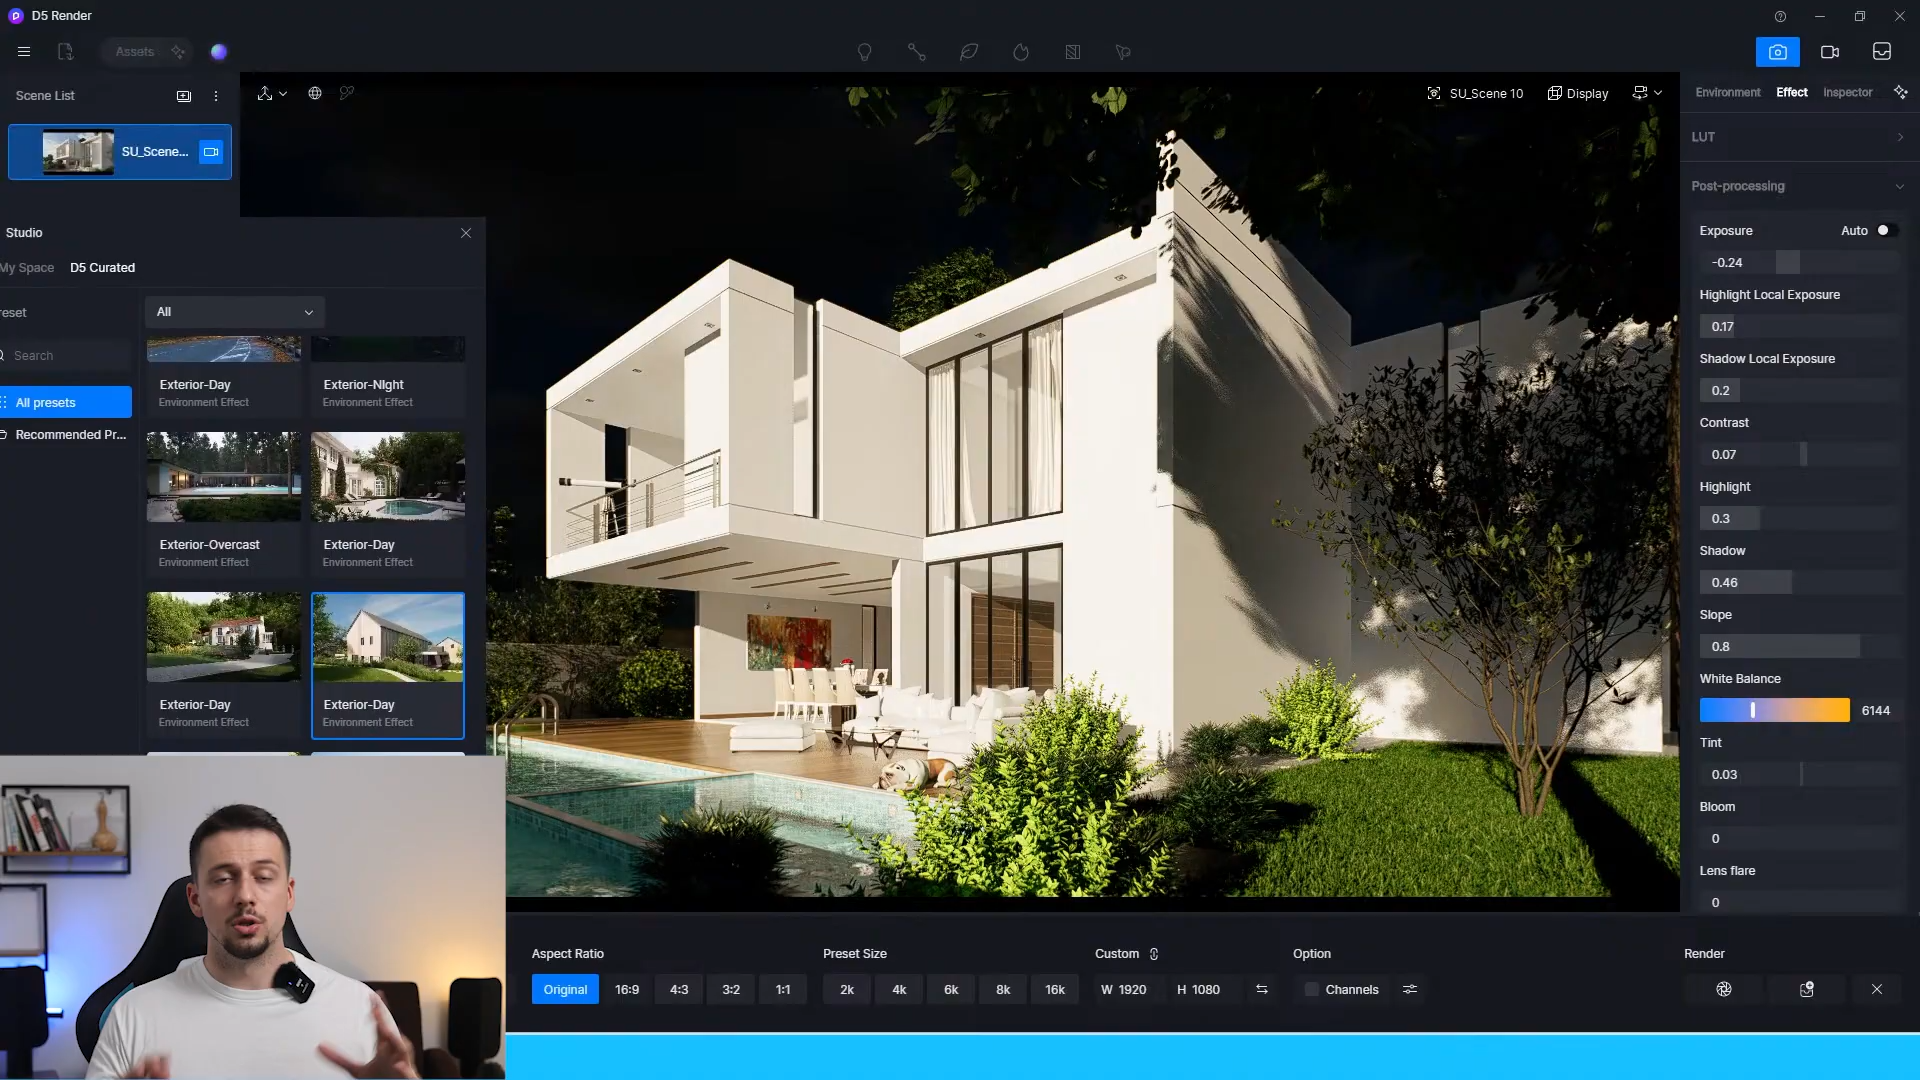 D5 Render
Assets
Scene List
SU_Scene...
SU_Scene 10
Display
Environment
Effect
Inspector
LUT
Post-processing
Exposure
Auto
-0.24
Highlight Local Exposure
0.17
Shadow Local Exposure
0.2
Contrast
0.07
Highlight
0.3
Shadow
0.46
Slope
0.8
White Balance
6144
Tint
0.03
Bloom
0
Lens flare
0
Studio
My Space
D5 Curated
reset
All
Search
All presets
Recommended Pr...
Exterior-Day
Environment Effect
Exterior-NIght
Environment Effect
Exterior-Overcast
Environment Effect
Exterior-Day
Environment Effect
Exterior-Day
Environment Effect
Exterior-Day
Environment Effect
Aspect Ratio
Original
16:9
4:3
3:2
1:1
Preset Size
2k
4k
6k
8k
16k
Custom
W 1920
H 1080
Option
Channels
Render